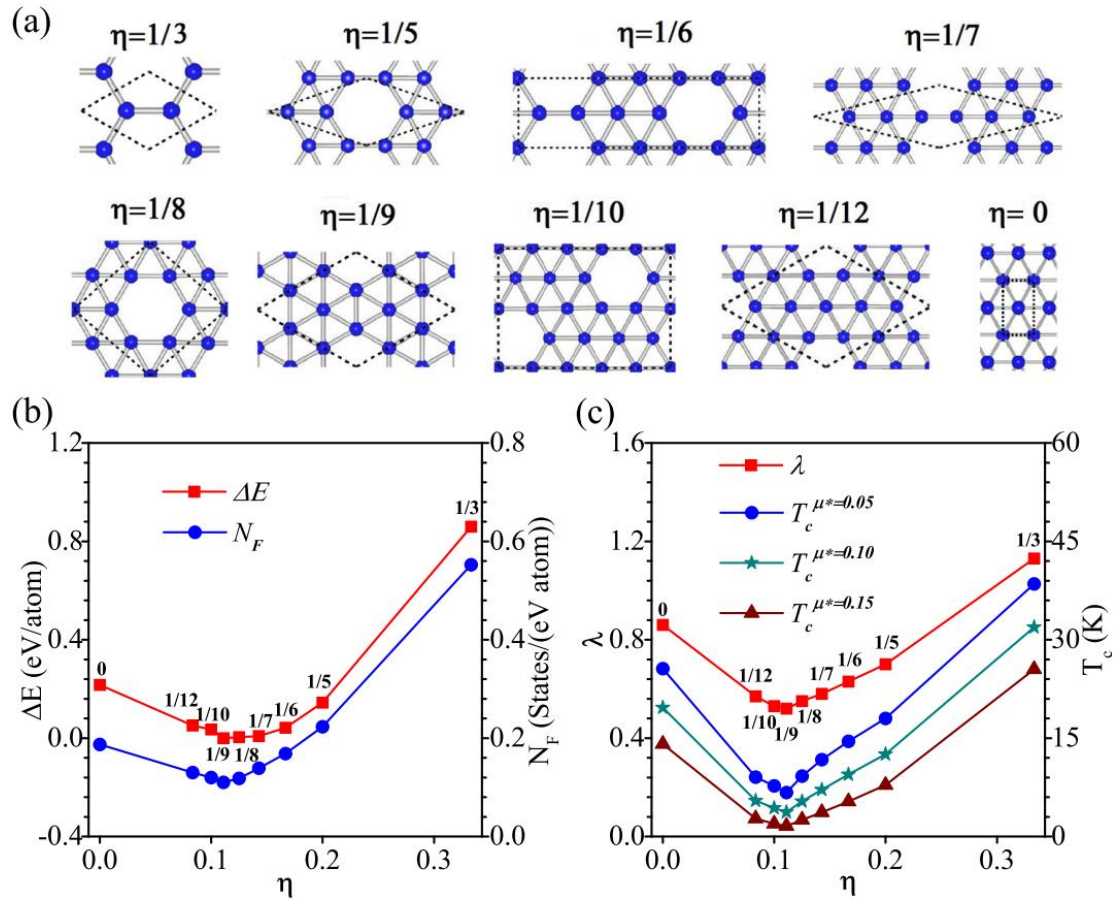 (a)
η=1/3
η=1/5
η=1/6
η=1/7
η=1/8
η=1/9
η=1/10
η=1/12
η= 0
(b)
1.2
0.8
0.4
0.0
-0.4
ΔE (eV/atom)
ΔE
N_F
0
1/12
1/10
1/9
1/8
1/7
1/6
1/5
1/3
0.8
0.6
0.4
0.2
0.0
N_F (States/(eV atom))
0.0
0.1
0.2
0.3
η
(c)
1.6
1.2
0.8
0.4
0.0
λ
λ
T_c^μ*=0.05
T_c^μ*=0.10
T_c^μ*=0.15
0
1/12
1/10
1/9
1/8
1/7
1/6
1/5
1/3
60
45
30
15
0
T_c (K)
0.0
0.1
0.2
0.3
η